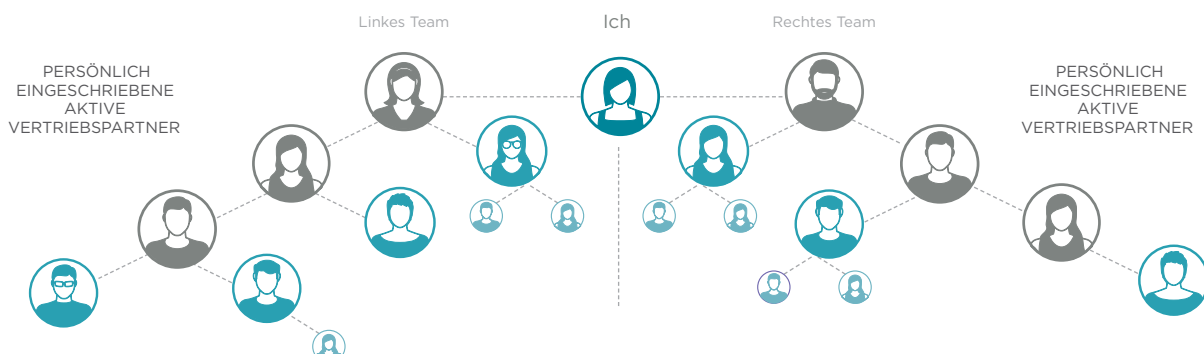 Linkes Team
Ich
Rechtes Team
PERSÖNLICH
EINGESCHRIEBENE
AKTIVE
VERTRIEBSPARTNER
PERSÖNLICH
EINGESCHRIEBENE
AKTIVE
VERTRIEBSPARTNER